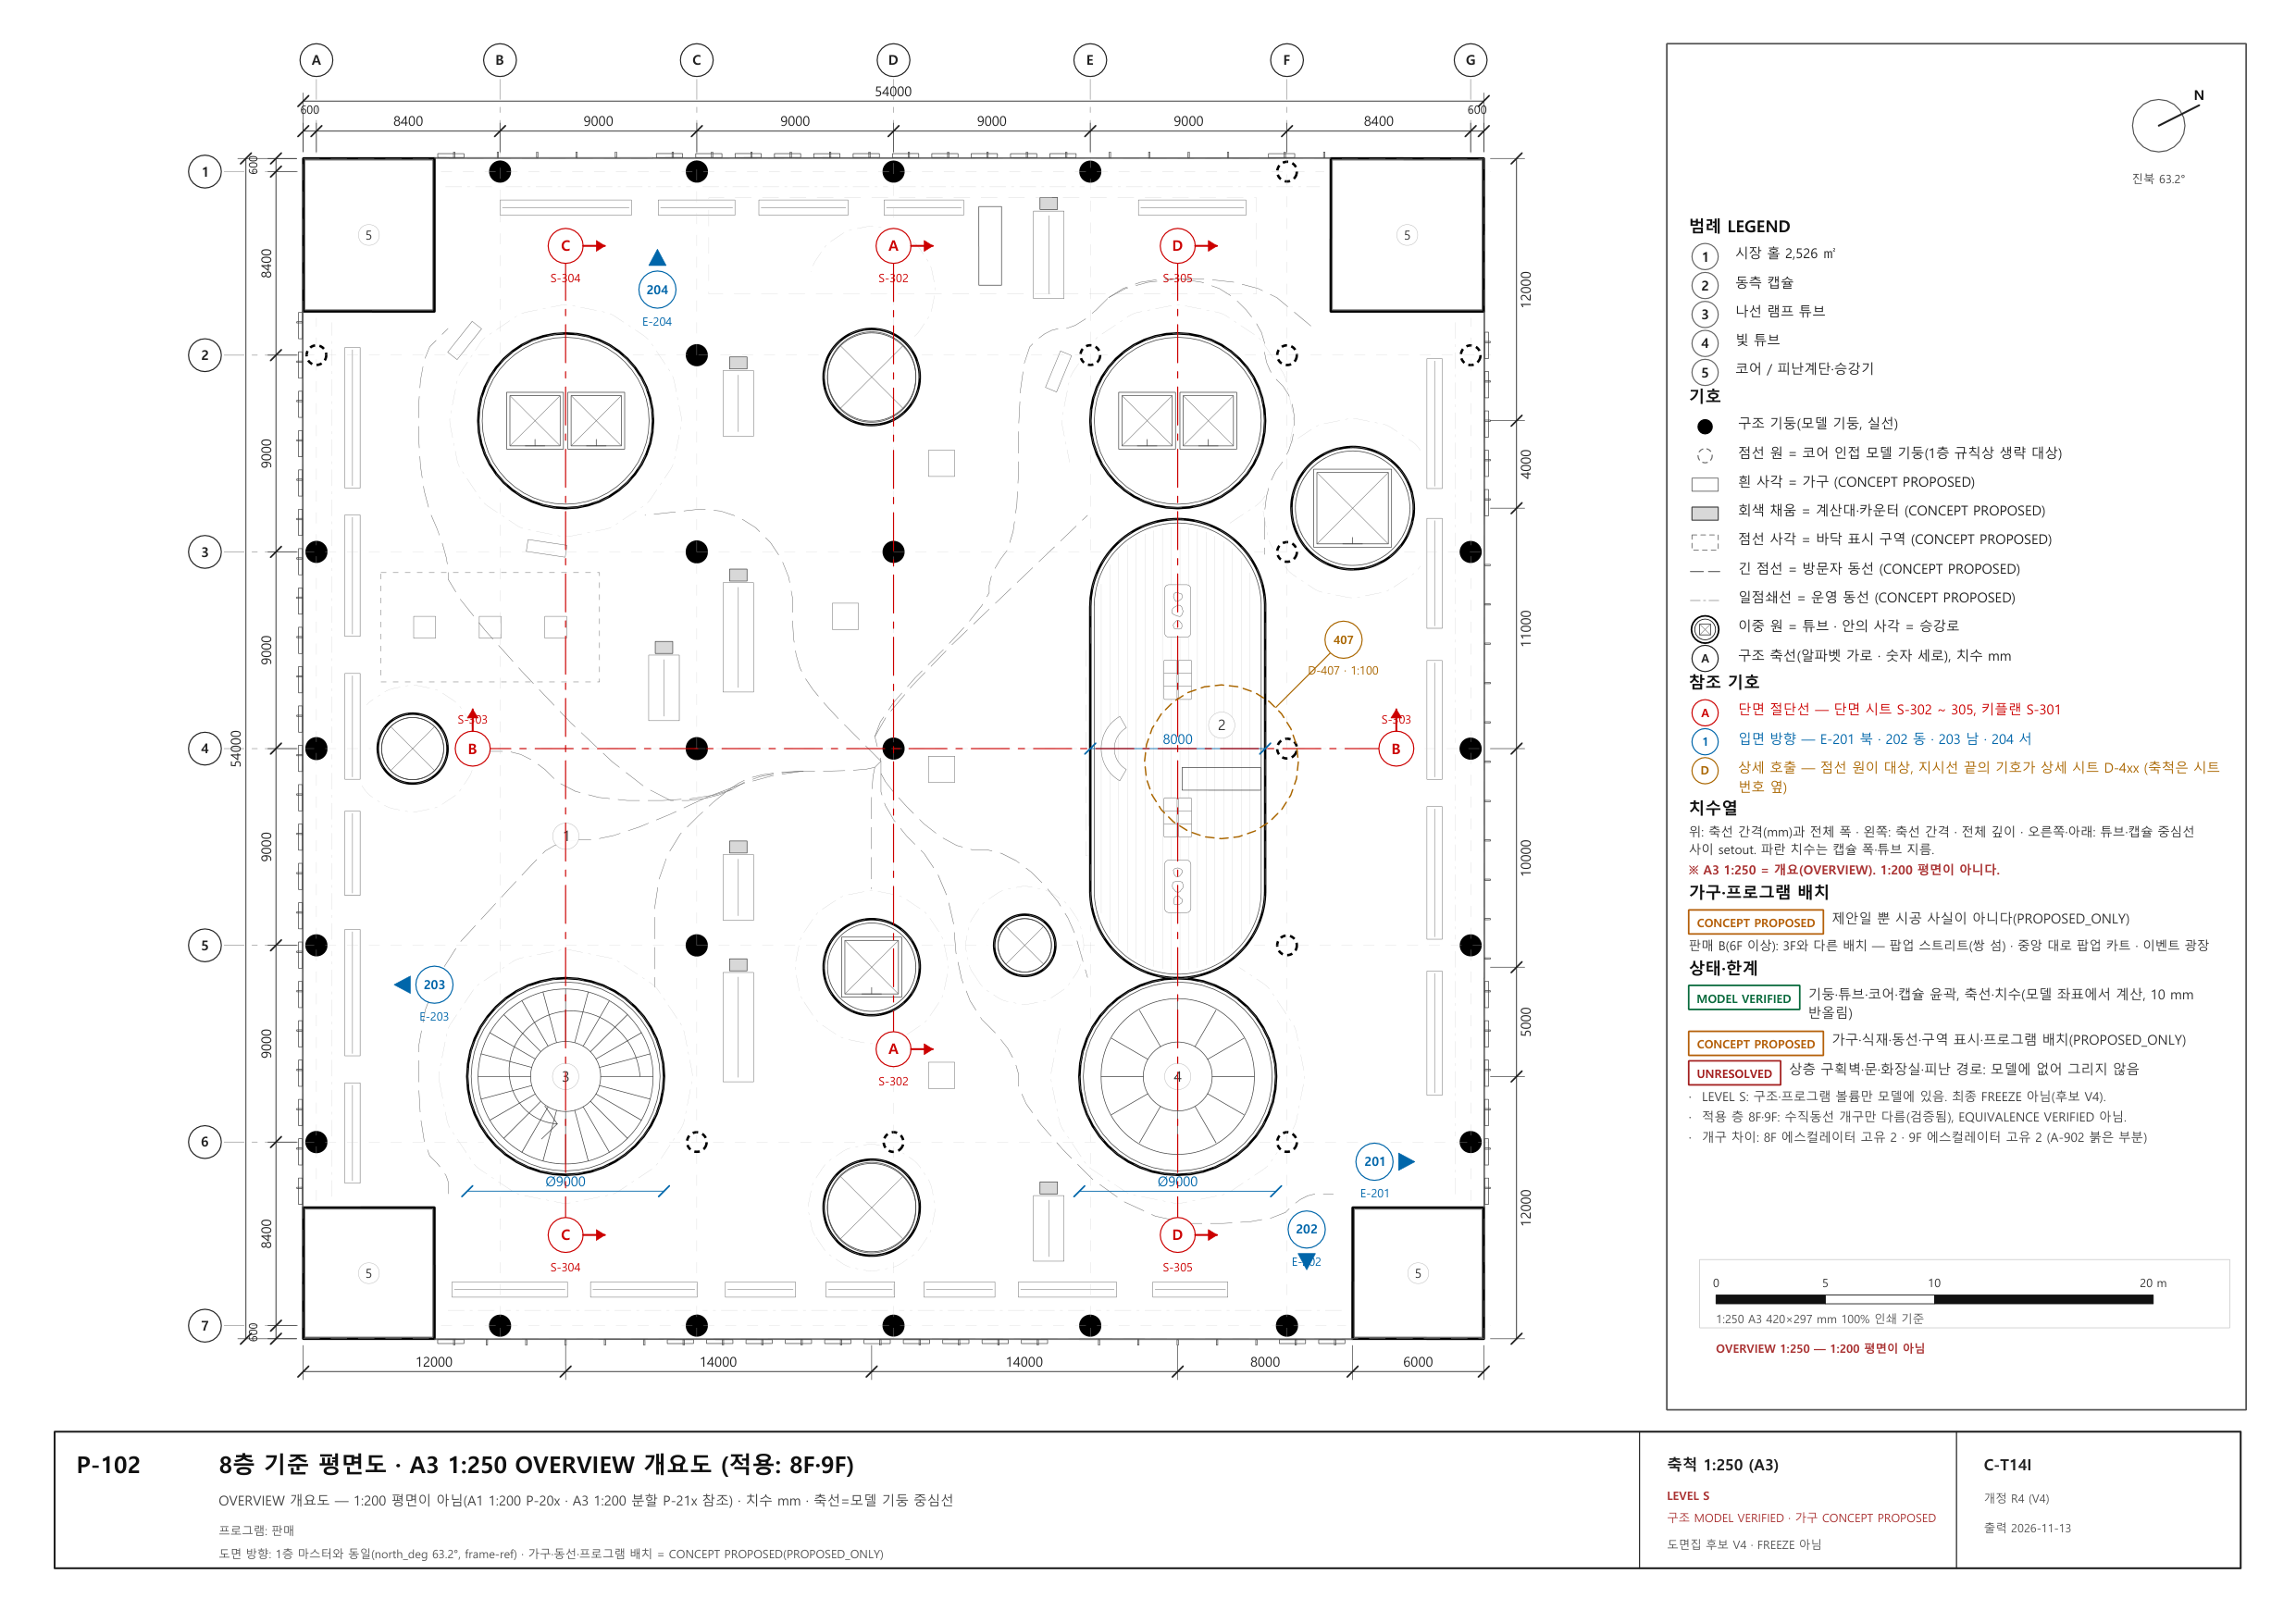 A B C D E F G
54000
600 8400 9000 9000 9000 9000 8400 600
1
2
3
4
5
6
7
600
8400
9000
9000
9000
9000
8400
600
54000
12000
4000
11000
10000
5000
12000
5
5
C
S-304
204
E-204
A
S-302
D
S-305
407
D-407 · 1:100
S-303
B
S-303
B
8000
2
1
203
E-203
A
S-302
3
4
Ø9000
Ø9000
201
E-201
202
E-202
C
S-304
D
S-305
5
5
12000 14000 14000 8000 6000
N
진북 63.2°
범례 LEGEND
1 시장 홀 2,526 ㎡
2 동측 캡슐
3 나선 램프 튜브
4 빛 튜브
5 코어 / 피난계단·승강기
기호
구조 기둥(모델 기둥, 실선)
점선 원 = 코어 인접 모델 기둥(1층 규칙상 생략 대상)
흰 사각 = 가구 (CONCEPT PROPOSED)
회색 채움 = 계산대·카운터 (CONCEPT PROPOSED)
점선 사각 = 바닥 표시 구역 (CONCEPT PROPOSED)
긴 점선 = 방문자 동선 (CONCEPT PROPOSED)
일점쇄선 = 운영 동선 (CONCEPT PROPOSED)
이중 원 = 튜브 · 안의 사각 = 승강로
A 구조 축선(알파벳 가로 · 숫자 세로), 치수 mm
참조 기호
A 단면 절단선 — 단면 시트 S-302 ~ 305, 키플랜 S-301
1 입면 방향 — E-201 북 · 202 동 · 203 남 · 204 서
D 상세 호출 — 점선 원이 대상, 지시선 끝의 기호가 상세 시트 D-4xx (축척은 시트
번호 옆)
치수열
위: 축선 간격(mm)과 전체 폭 · 왼쪽: 축선 간격 · 전체 깊이 · 오른쪽·아래: 튜브·캡슐 중심선
사이 setout. 파란 치수는 캡슐 폭·튜브 지름.
※ A3 1:250 = 개요(OVERVIEW). 1:200 평면이 아니다.
가구·프로그램 배치
CONCEPT PROPOSED 제안일 뿐 시공 사실이 아니다(PROPOSED_ONLY)
판매 B(6F 이상): 3F와 다른 배치 — 팝업 스트리트(쌍 섬) · 중앙 대로 팝업 카트 · 이벤트 광장
상태·한계
MODEL VERIFIED 기둥·튜브·코어·캡슐 윤곽, 축선·치수(모델 좌표에서 계산, 10 mm
반올림)
CONCEPT PROPOSED 가구·식재·동선·구역 표시·프로그램 배치(PROPOSED_ONLY)
UNRESOLVED 상층 구획벽·문·화장실·피난 경로: 모델에 없어 그리지 않음
· LEVEL S: 구조·프로그램 볼륨만 모델에 있음. 최종 FREEZE 아님(후보 V4).
· 적용 층 8F·9F: 수직동선 개구만 다름(검증됨), EQUIVALENCE VERIFIED 아님.
· 개구 차이: 8F 에스컬레이터 고유 2 · 9F 에스컬레이터 고유 2 (A-902 붉은 부분)
0 5 10 20 m
1:250 A3 420×297 mm 100% 인쇄 기준
OVERVIEW 1:250 — 1:200 평면이 아님
P-102
8층 기준 평면도 · A3 1:250 OVERVIEW 개요도 (적용: 8F·9F)
OVERVIEW 개요도 — 1:200 평면이 아님(A1 1:200 P-20x · A3 1:200 분할 P-21x 참조) · 치수 mm · 축선=모델 기둥 중심선
프로그램: 판매
도면 방향: 1층 마스터와 동일(north_deg 63.2°, frame-ref) · 가구·동선·프로그램 배치 = CONCEPT PROPOSED(PROPOSED_ONLY)
축척 1:250 (A3)
LEVEL S
구조 MODEL VERIFIED · 가구 CONCEPT PROPOSED
도면집 후보 V4 · FREEZE 아님
C-T14I
개정 R4 (V4)
출력 2026-11-13